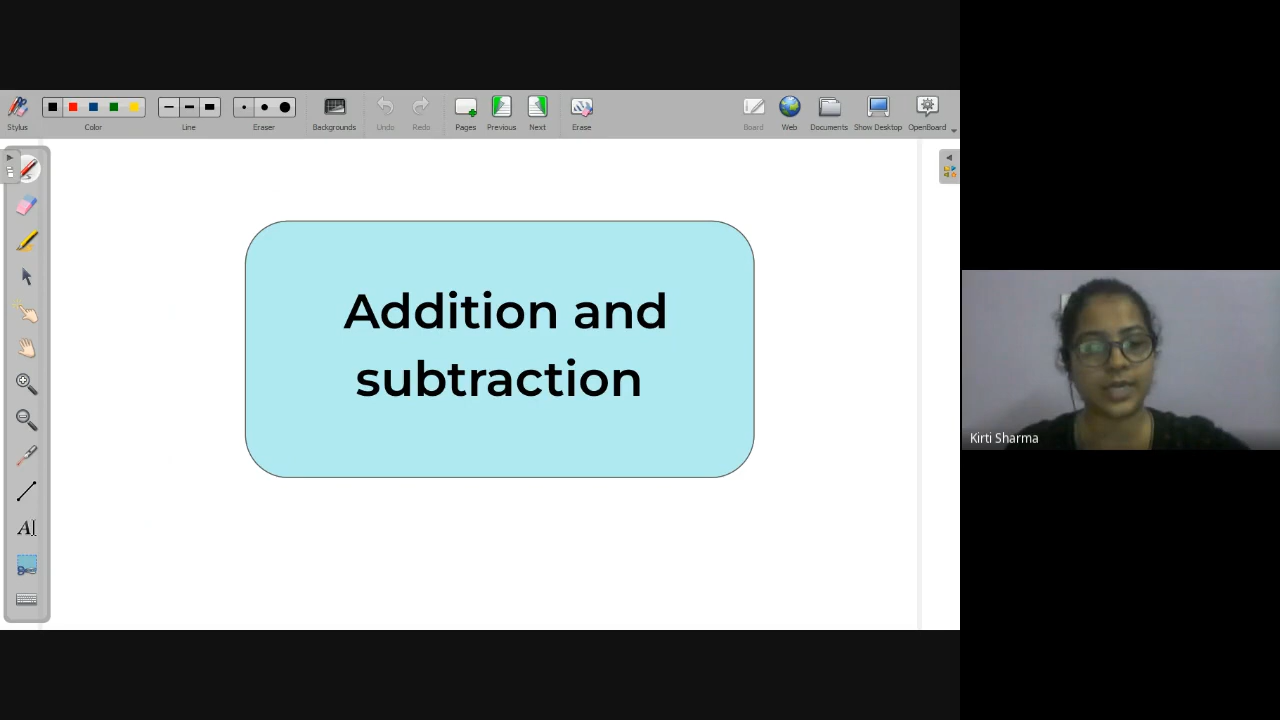 Stylus
Color
Line
Eraser
Backgrounds
Undo
Redo
Pages
Previous
Next
Erase
Board
Web
Documents
Show Desktop
OpenBoard
Addition and
subtraction
A
Kirti Sharma